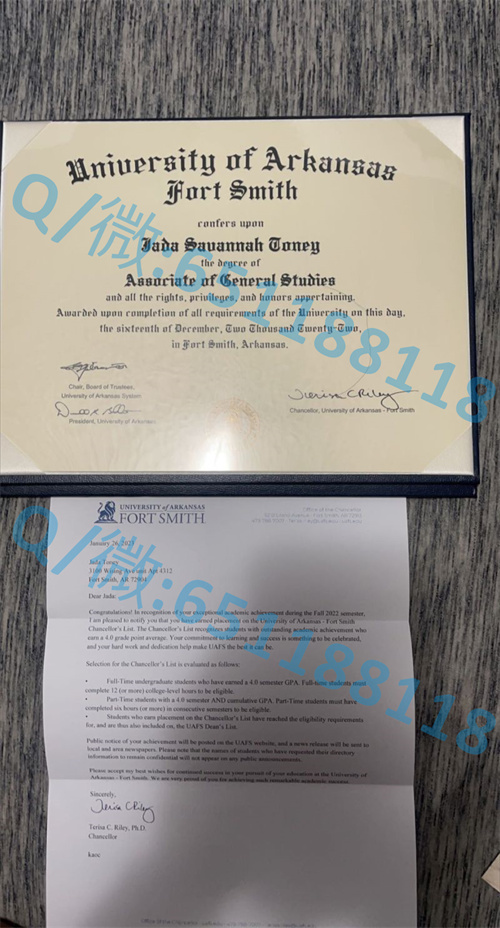 University of Arkansas
Fort Smith
confers upon
Jada Savannah Toney
the degree of
Associate of General Studies
and all the rights, privileges, and honors appertaining.
Awarded upon completion of all requirements of the University on this day,
the sixteenth of December, Two Thousand Twenty-Two,
in Fort Smith, Arkansas.
Chair, Board of Trustees,
University of Arkansas System
President, University of Arkansas
Chancellor, University of Arkansas - Fort Smith
Q/微:651188118
UNIVERSITY of ARKANSAS
FORT SMITH
Office of the Chancellor
January 26, 2023
Jada Toney
Apt 4312
Fort Smith, AR 72904
Dear Jada:
Congratulations! In recognition of your exceptional academic achievement during the Fall 2022 semester,
I am pleased to notify you that you have earned placement on the University of Arkansas - Fort Smith
Chancellor's List. The Chancellor's List recognizes students with outstanding academic achievement who
earn a 4.0 grade point average. Your commitment to learning and success is something to be celebrated,
and your hard work and dedication help make UAFS the best it can be.
Selection for the Chancellor's List is evaluated as follows:
• Full-Time undergraduate students who have earned a 4.0 semester GPA. Full-time students must
complete 12 (or more) college-level hours to be eligible.
• Part-Time students with a 4.0 semester AND cumulative GPA. Part-Time students must have
completed six hours (or more) in consecutive semesters to be eligible.
• Students who earn placement on the Chancellor's List have reached the eligibility requirements
for, and are thus also included on, the UAFS Dean's List.
Public notice of your achievement will be posted on the UAFS website, and a news release will be sent to
local and area newspapers. Please note that the names of students who have requested their directory
information to remain confidential will not appear on any public announcements.
Please accept my best wishes for continued success in your pursuit of your education at the University of
Arkansas - Fort Smith. We are very proud of you for achieving such remarkable academic success.
Sincerely,
Terisa C Riley
Terisa C. Riley, Ph.D.
Chancellor
karc
Q/微:651188118